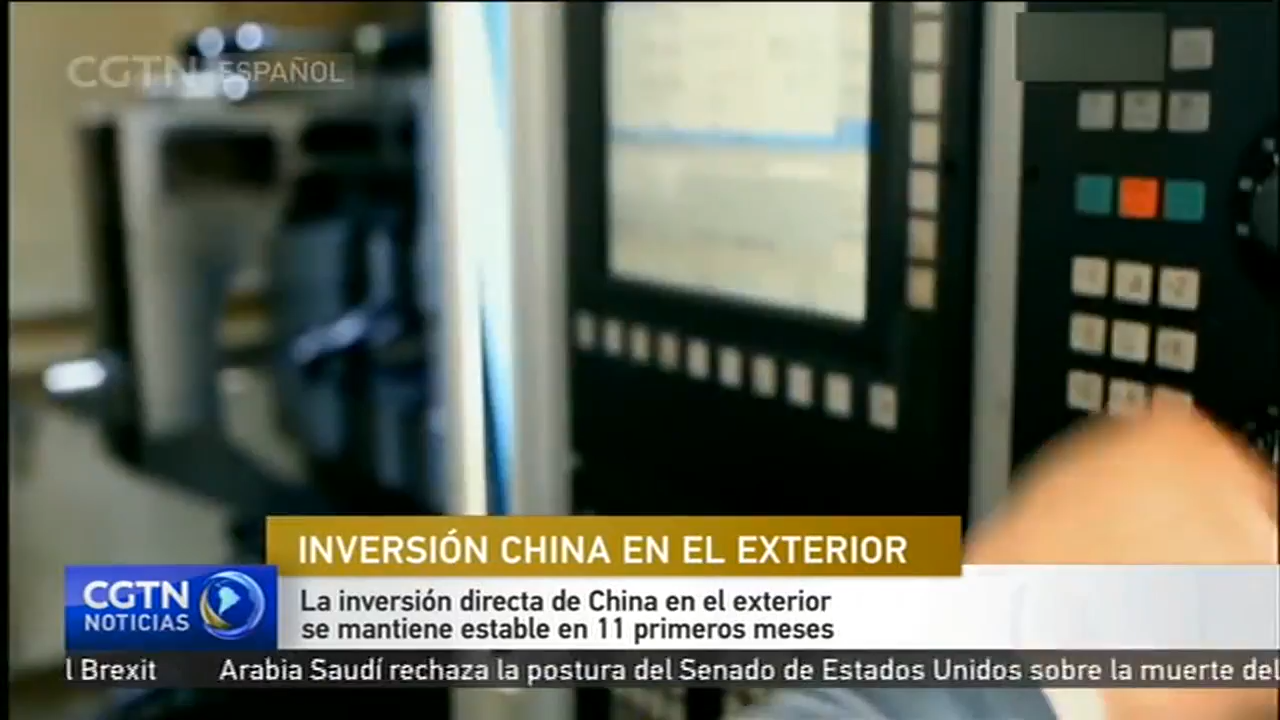 CGTN ESPAÑOL
INVERSIÓN CHINA EN EL EXTERIOR
CGTN
NOTICIAS
La inversión directa de China en el exterior
se mantiene estable en 11 primeros meses
l Brexit Arabia Saudí rechaza la postura del Senado de Estados Unidos sobre la muerte del